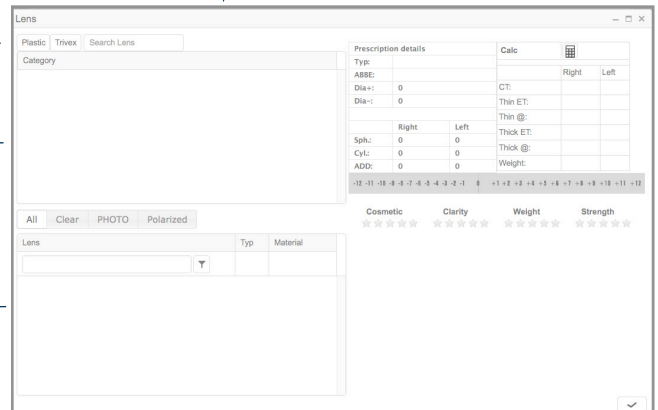 Lens
Plastic Trivex Search Lens
Category
Prescription details
Typ:
ABBE:
Dia+: 0
Dia-: 0
Right Left
Sph.: 0 0
Cyl.: 0 0
ADD: 0 0
Calc
Right Left
CT:
Thin ET:
Thin @:
Thick ET:
Thick @:
Weight:
-12 -11 -10 -9 -8 -7 -6 -5 -4 -3 -2 -1 0 +1 +2 +3 +4 +5 +6 +7 +8 +9 +10 +11 +12
All Clear PHOTO Polarized
Cosmetic Clarity Weight Strength
Lens Typ Material